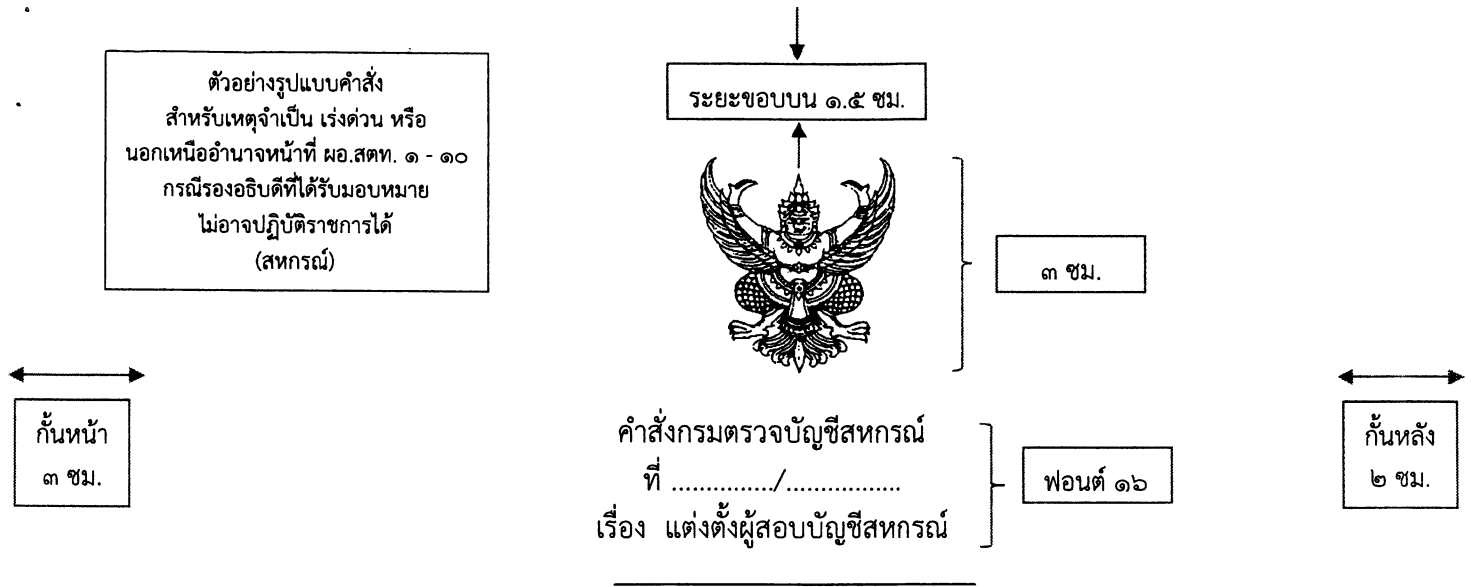 ตัวอย่างรูปแบบคำสั่ง
สำหรับเหตุจำเป็น เร่งด่วน หรือ
นอกเหนืออำนาจหน้าที่ ผอ.สตท. ๑ - ๑๐
กรณีรองอธิบดีที่ได้รับมอบหมาย
ไม่อาจปฏิบัติราชการได้
(สหกรณ์)
ระยะขอบบน ๑.๕ ซม.
๓ ซม.
กั้นหน้า
๓ ซม.
คำสั่งกรมตรวจบัญชีสหกรณ์
ที่ ................/.................
เรื่อง แต่งตั้งผู้สอบบัญชีสหกรณ์
ฟอนต์ ๑๖
กั้นหลัง
๒ ซม.